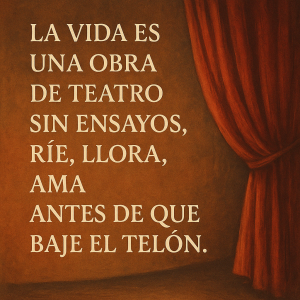 LA VIDA ES
UNA OBRA
DE TEATRO
SIN ENSAYOS,
RÍE, LLORA,
AMA
ANTES DE QUE
BAJE EL TELÓN.